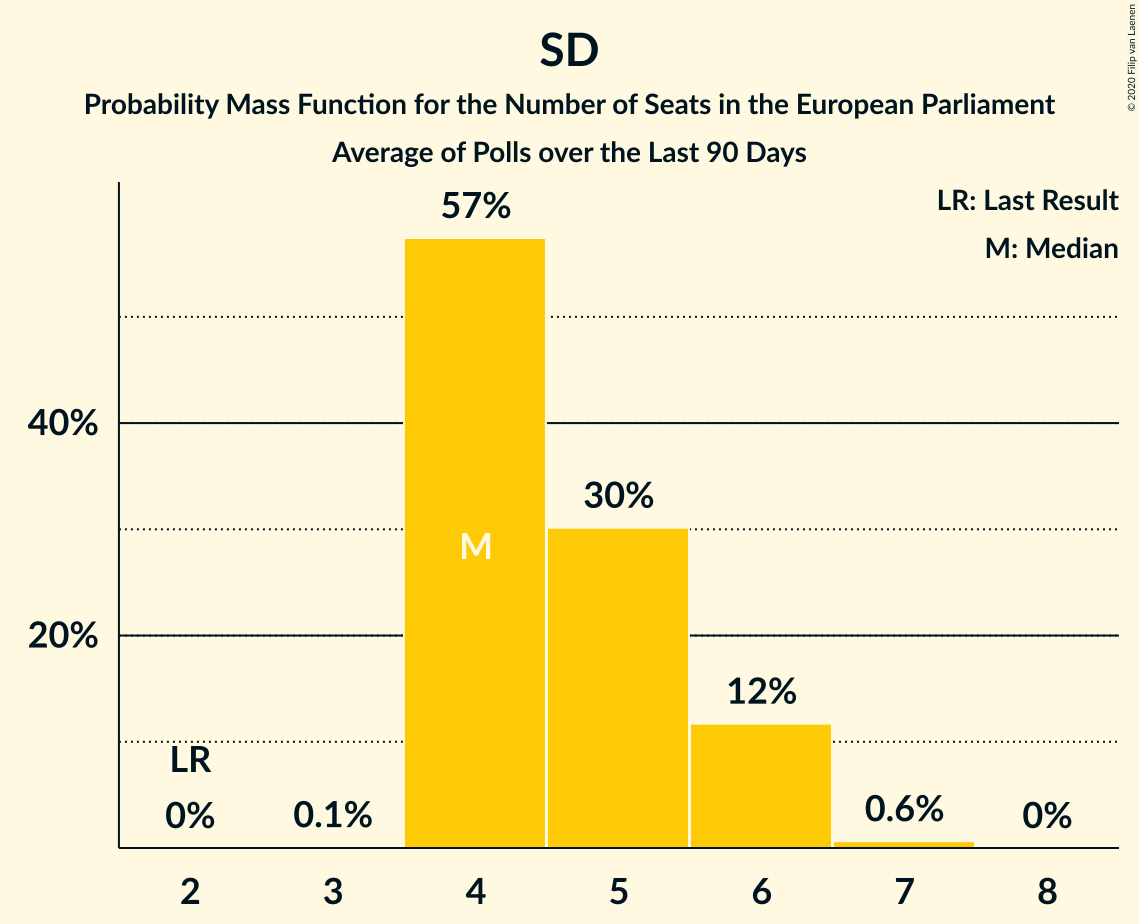 SD
Probability Mass Function for the Number of Seats in the European Parliament
Average of Polls over the Last 90 Days
© 2020 Filip van Laenen
LR: Last Result
M: Median
57%
40%
30%
M
20%
12%
LR
0%
0.1%
0.6%
0%
2 3 4 5 6 7 8